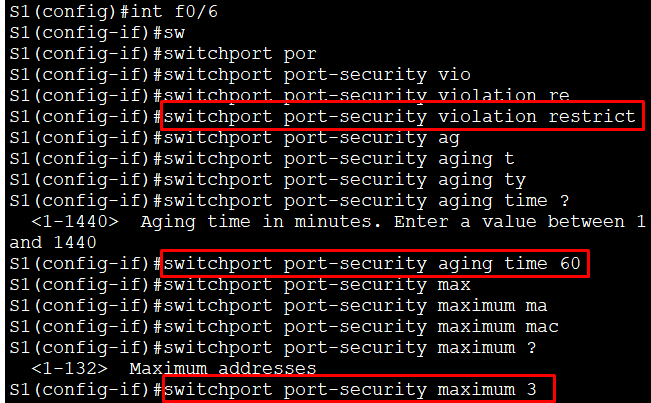 S1(config)#int f0/6
S1(config-if)#sw
S1(config-if)#switchport por
S1(config-if)#switchport port-security vio
S1(config-if)#switchport port-security violation re
S1(config-if)#switchport port-security violation restrict
S1(config-if)#switchport port-security ag
S1(config-if)#switchport port-security aging t
S1(config-if)#switchport port-security aging ty
S1(config-if)#switchport port-security aging time ?
  <1-1440>  Aging time in minutes. Enter a value between 1
and 1440
S1(config-if)#switchport port-security aging time 60
S1(config-if)#switchport port-security max
S1(config-if)#switchport port-security maximum ma
S1(config-if)#switchport port-security maximum mac
S1(config-if)#switchport port-security maximum ?
  <1-132>  Maximum addresses
S1(config-if)#switchport port-security maximum 3